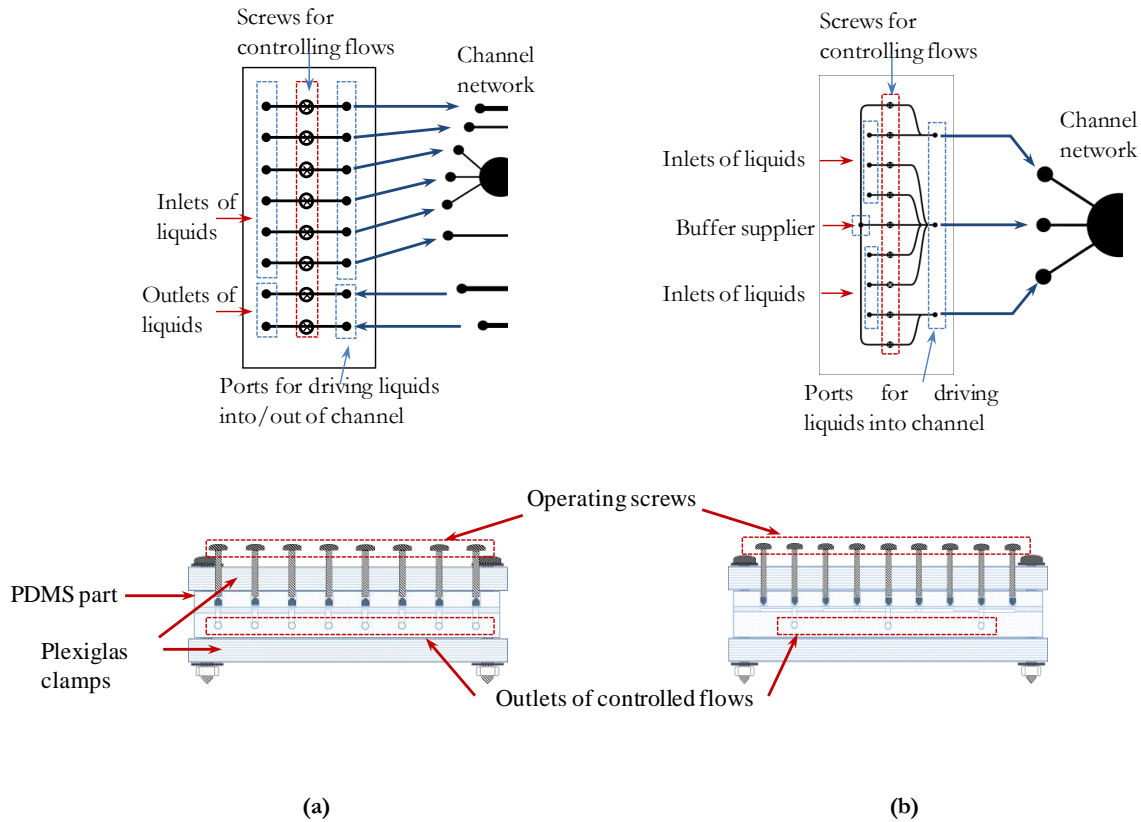 Screws for
controlling flows
Channel
network
Inlets of
liquids
Outlets of
liquids
Ports for driving liquids
into/out of channel
Screws for
controlling flows
Channel
network
Inlets of liquids
Buffer supplier
Inlets of liquids
Ports for driving
liquids into channel
Operating screws
PDMS part
Plexiglas
clamps
Outlets of controlled flows
(a)
(b)